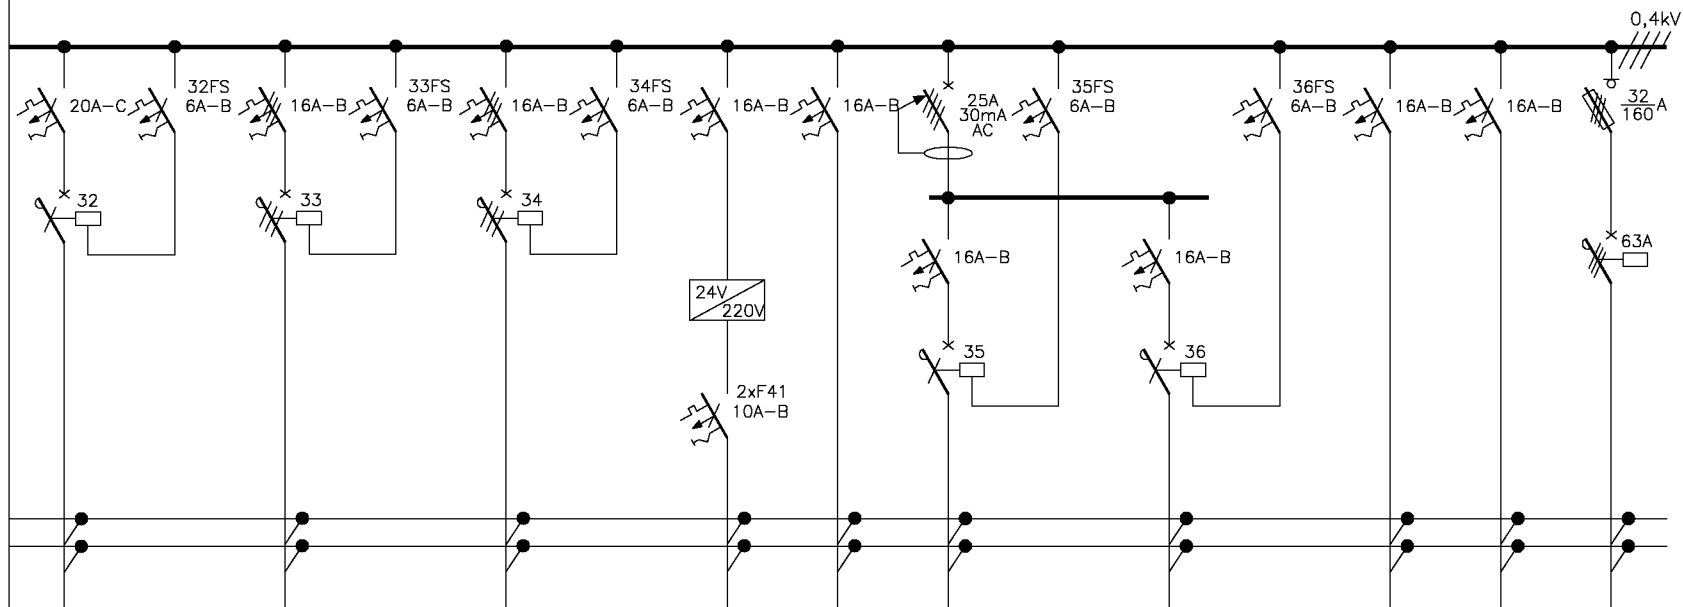 0,4kV
20A-C
32FS
6A-B
16A-B
33FS
6A-B
16A-B
34FS
6A-B
16A-B
16A-B
25A
30mA
AC
35FS
6A-B
36FS
6A-B
16A-B
16A-B
32
160 A
32
33
34
16A-B
16A-B
63A
24V
220V
35
36
2xF41
10A-B